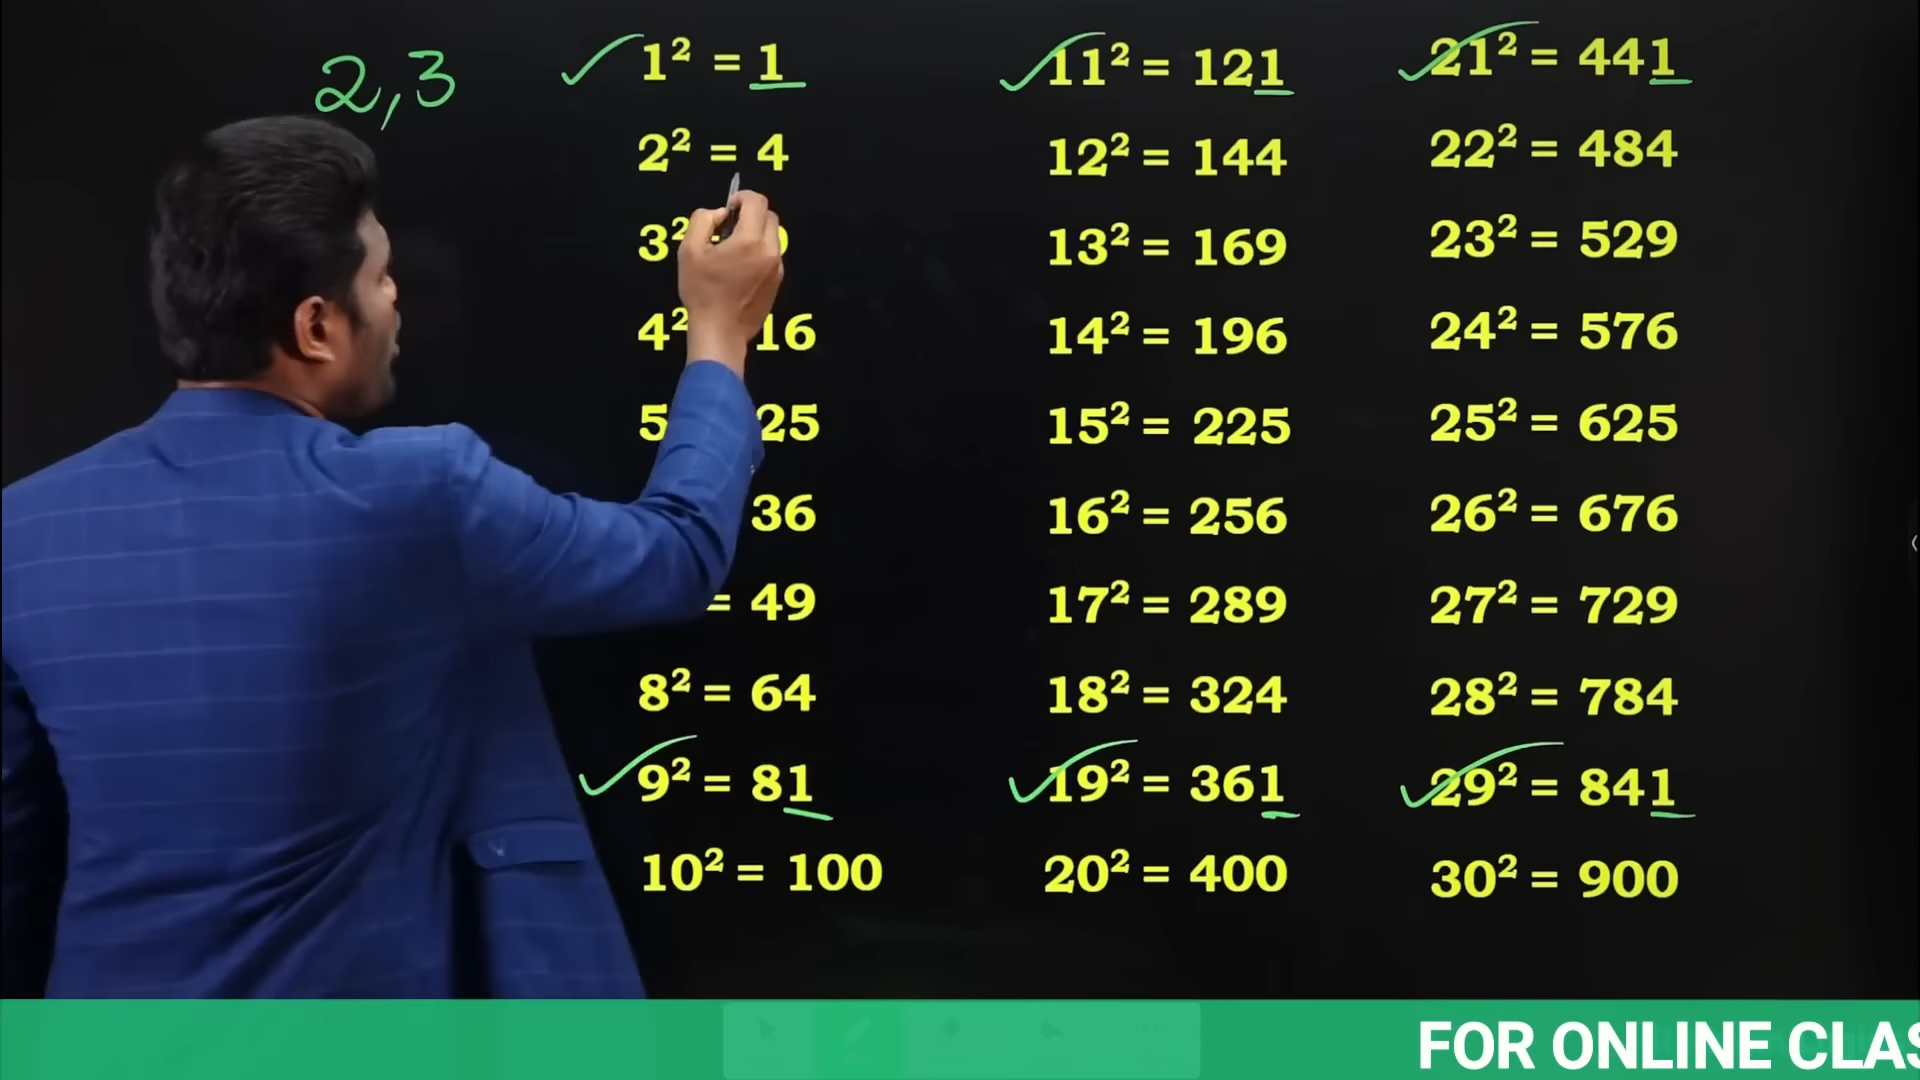 2,3
1² = 1
2² = 4
3²
4² 16
5 25
36
= 49
8² = 64
9² = 81
10² = 100
11² = 121
12² = 144
13² = 169
14² = 196
15² = 225
16² = 256
17² = 289
18² = 324
19² = 361
20² = 400
21² = 441
22² = 484
23² = 529
24² = 576
25² = 625
26² = 676
27² = 729
28² = 784
29² = 841
30² = 900
FOR ONLINE CLAS